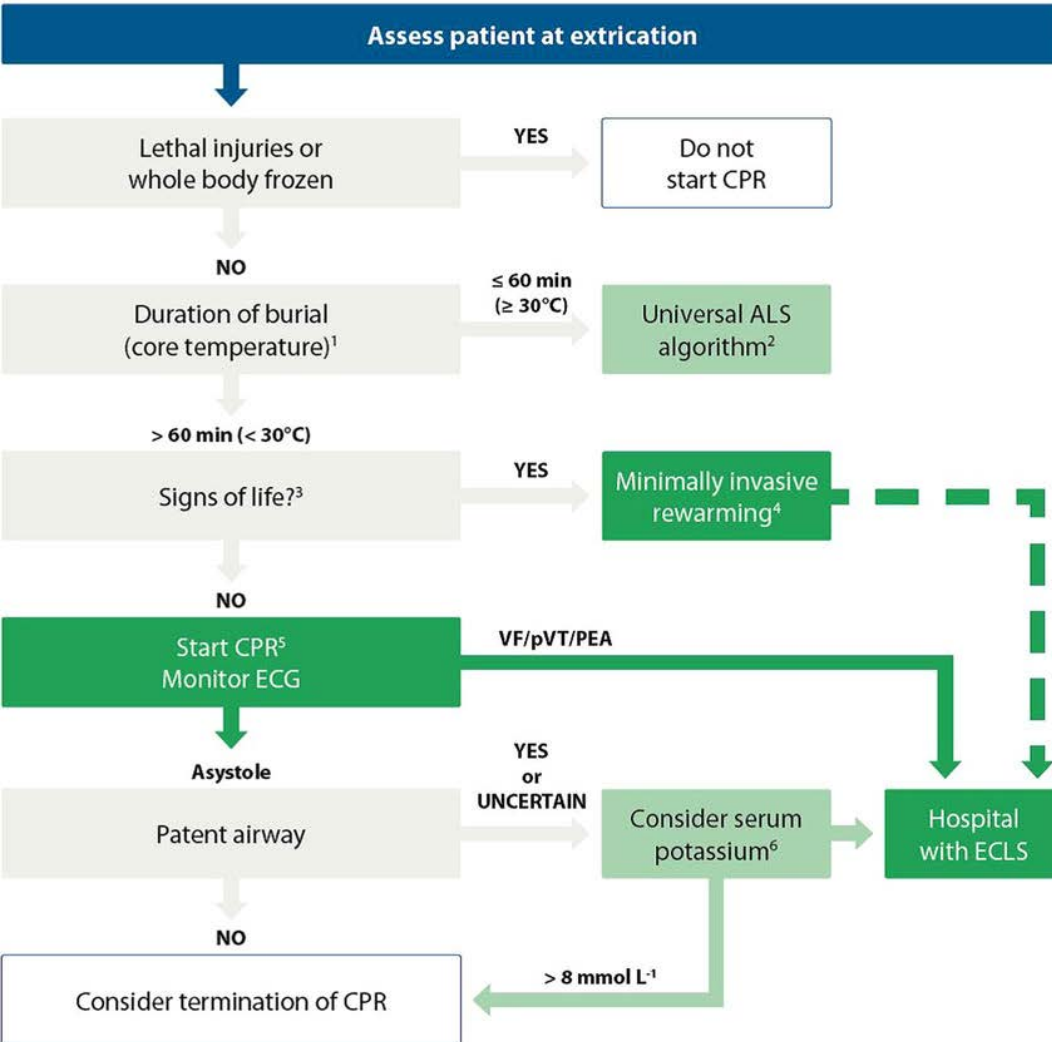 Assess patient at extrication
Lethal injuries or
whole body frozen
YES
Do not
start CPR
NO
Duration of burial
(core temperature)¹
≤ 60 min
(≥ 30°C)
Universal ALS
algorithm²
> 60 min (< 30°C)
Signs of life?³
YES
Minimally invasive
rewarming⁴
NO
Start CPR⁵
Monitor ECG
VF/pVT/PEA
Asystole
Patent airway
YES
or
UNCERTAIN
Consider serum
potassium⁶
Hospital
with ECLS
NO
> 8 mmol L⁻¹
Consider termination of CPR